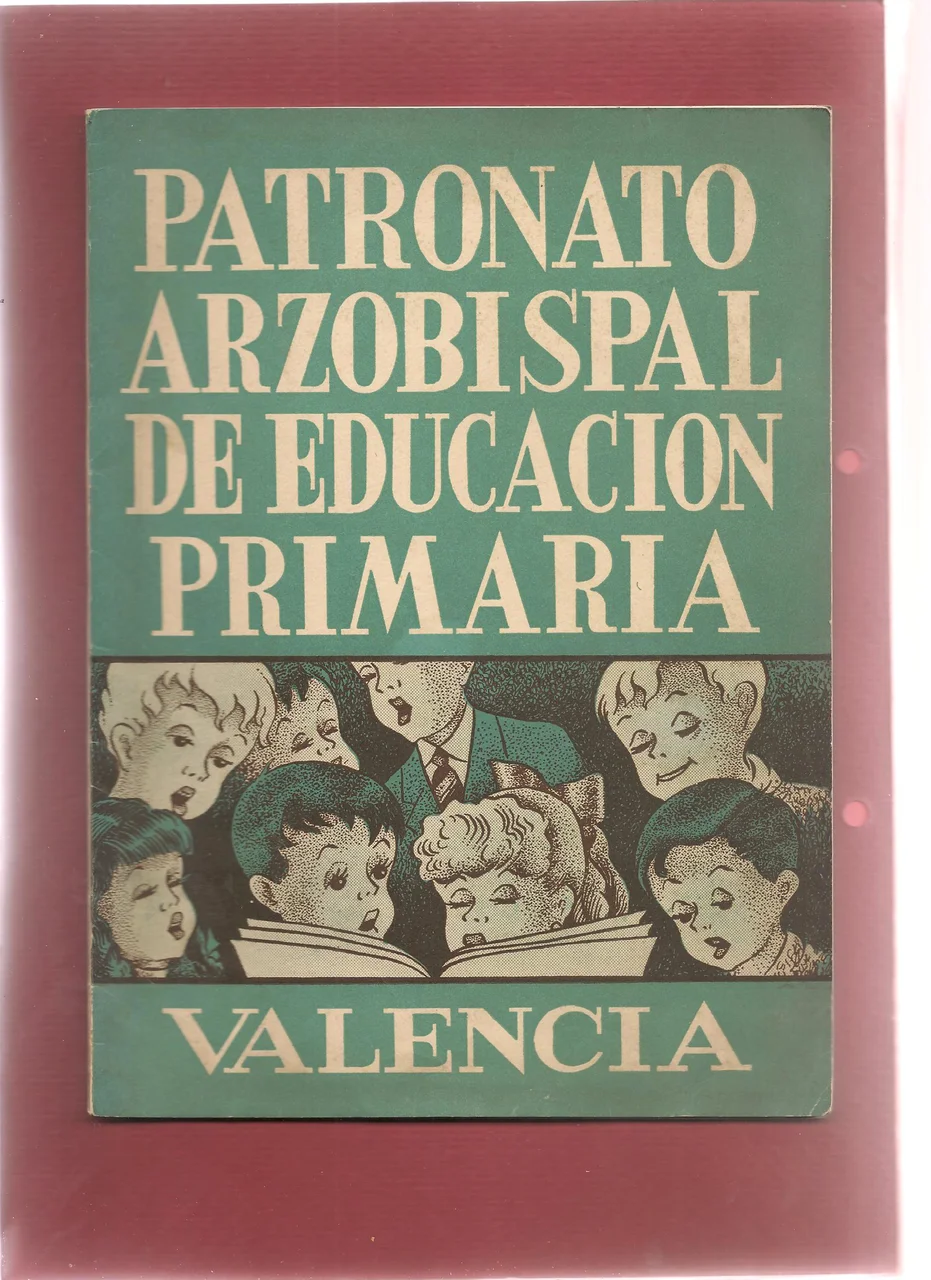 PATRONATO
ARZOBISPAL
DE EDUCACION
PRIMARIA
VALENCIA